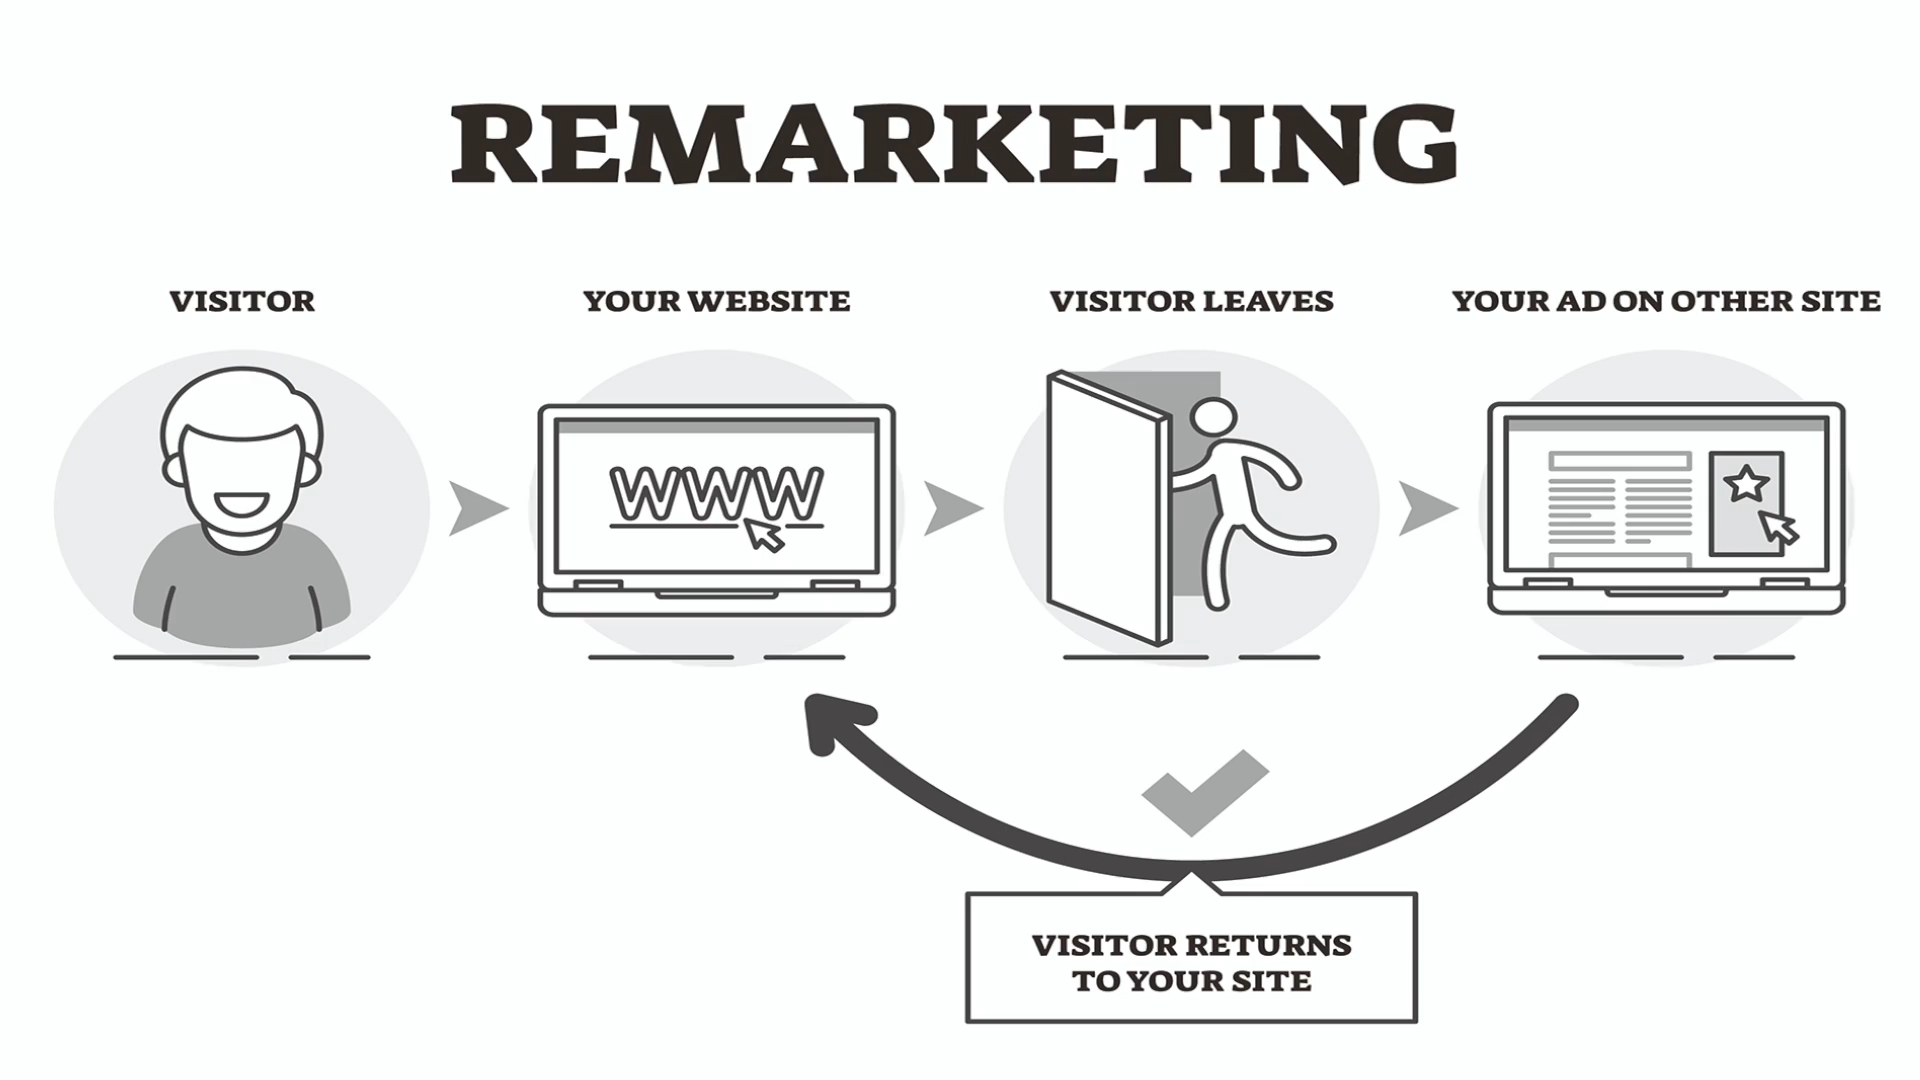 REMARKETING
VISITOR
YOUR WEBSITE
VISITOR LEAVES
YOUR AD ON OTHER SITE
WWW
VISITOR RETURNS
TO YOUR SITE